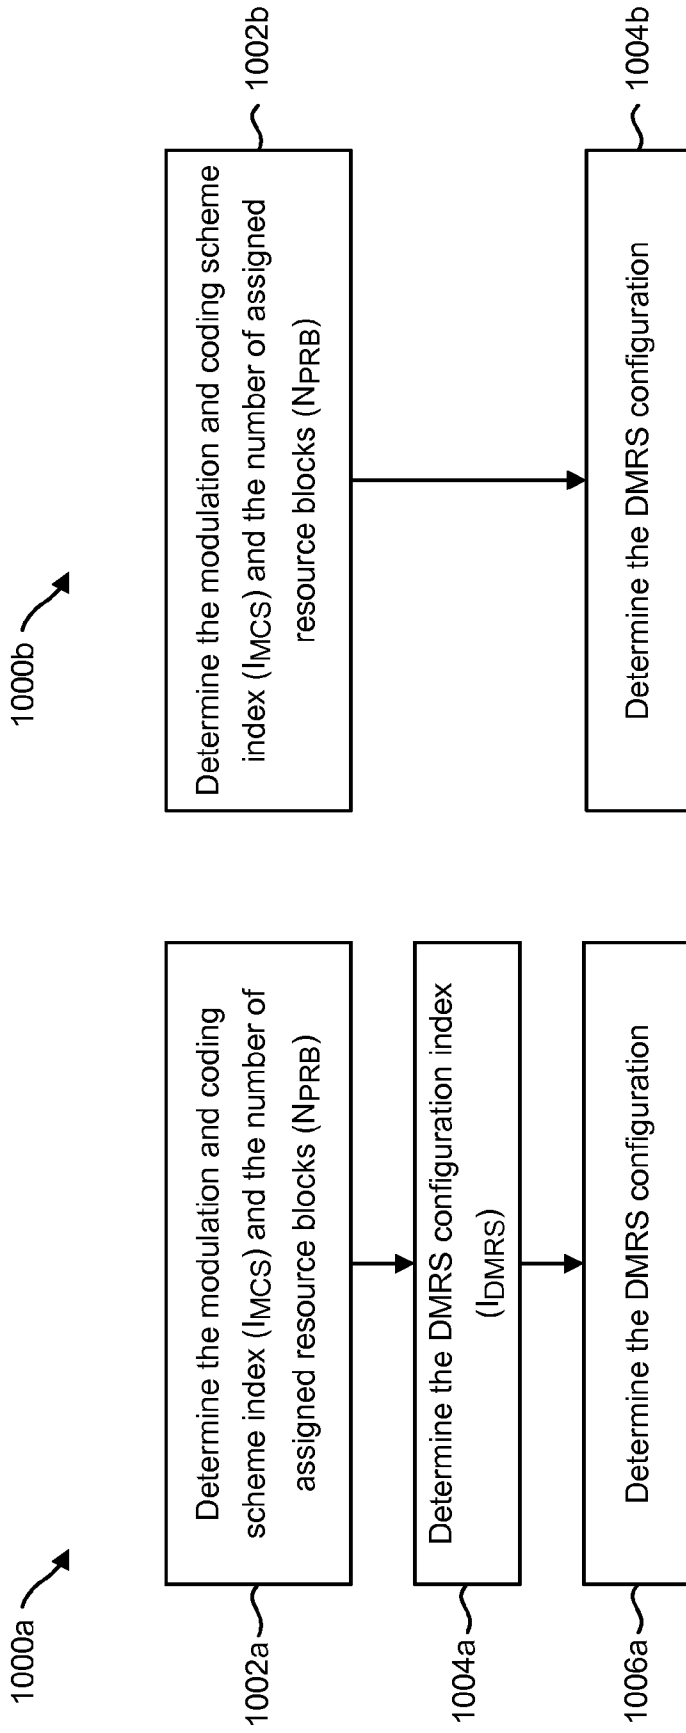 1000a
1002a
Determine the modulation and coding
scheme index (IMCS) and the number of
assigned resource blocks (NPRB)
1004a
Determine the DMRS configuration index
(IDMRS)
1006a
Determine the DMRS configuration
1000b
Determine the modulation and coding scheme
index (IMCS) and the number of assigned
resource blocks (NPRB)
1002b
Determine the DMRS configuration
1004b